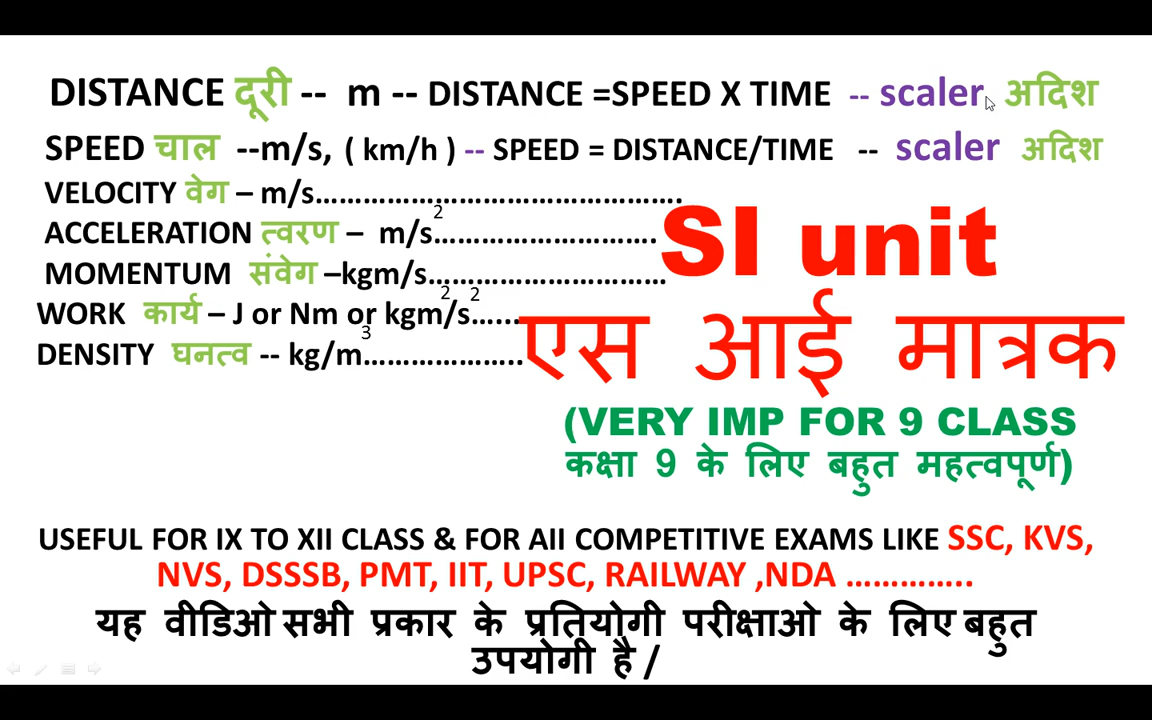 DISTANCE दूरी -- m -- DISTANCE =SPEED X TIME -- scaler, अदिश
SPEED चाल --m/s, ( km/h ) -- SPEED = DISTANCE/TIME -- scaler अदिश
VELOCITY वेग – m/s……………………………………….
ACCELERATION त्वरण – m/s²……………………….
MOMENTUM संवेग –kgm/s…………………………
WORK कार्य – J or Nm or kgm²/s²…...
DENSITY घनत्व -- kg/m³………………..
SI unit
एस आई मात्रक
(VERY IMP FOR 9 CLASS
कक्षा 9 के लिए बहुत महत्वपूर्ण)
USEFUL FOR IX TO XII CLASS & FOR AII COMPETITIVE EXAMS LIKE SSC, KVS,
NVS, DSSSB, PMT, IIT, UPSC, RAILWAY ,NDA …………..
यह वीडिओ सभी प्रकार के प्रतियोगी परीक्षाओ के लिए बहुत
उपयोगी है /